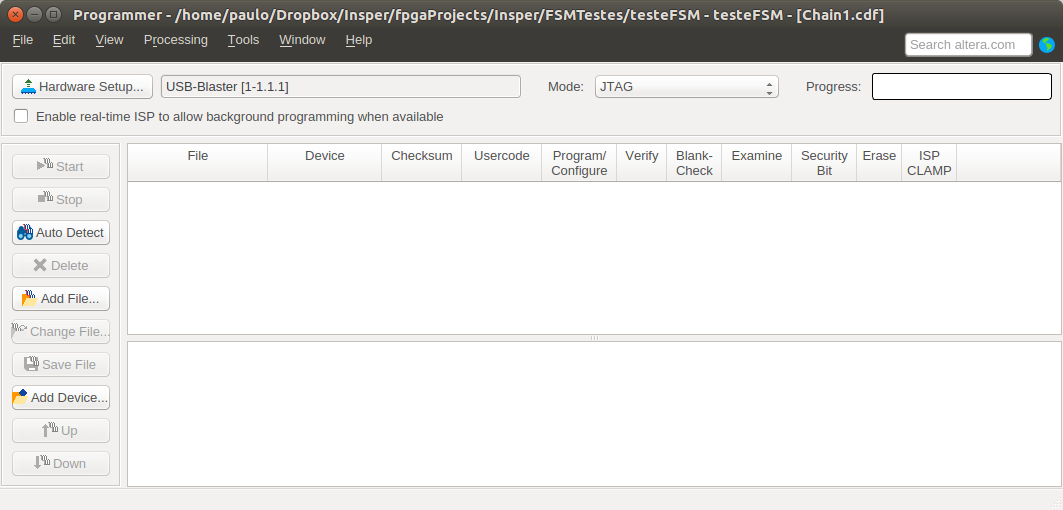 Programmer - /home/paulo/Dropbox/Insper/fpgaProjects/Insper/FSMTestes/testeFSM - testeFSM - [Chain1.cdf]
File Edit View Processing Tools Window Help
Search altera.com
Hardware Setup... USB-Blaster [1-1.1.1] Mode: JTAG Progress:
Enable real-time ISP to allow background programming when available
Start
Stop
Auto Detect
Delete
Add File...
Change File..
Save File
Add Device...
Up
Down
File Device Checksum Usercode Program/ Verify Blank- Examine Security Erase ISP
Configure Check Bit CLAMP